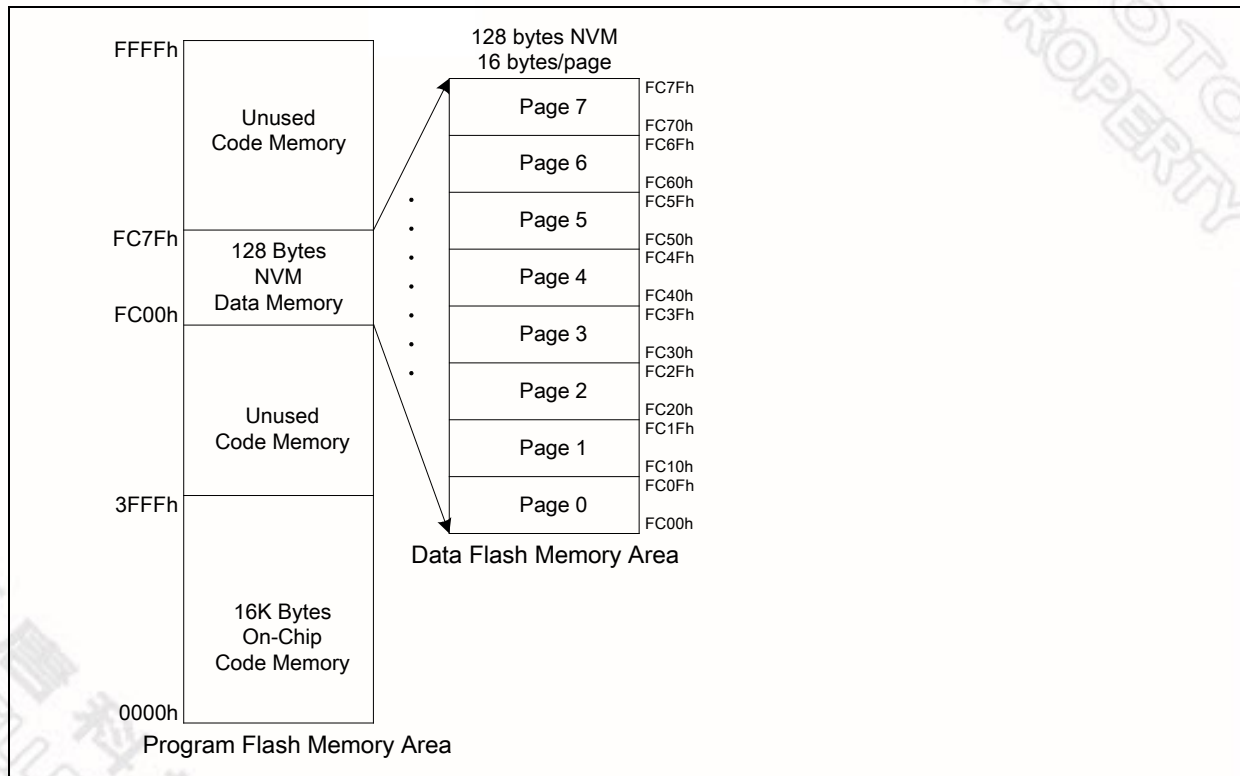 FFFFh
Unused
Code Memory
FC7Fh
128 Bytes
NVM
Data Memory
FC00h
Unused
Code Memory
3FFFh
16K Bytes
On-Chip
Code Memory
0000h
Program Flash Memory Area
128 bytes NVM
16 bytes/page
Page 7
FC7Fh
FC70h
Page 6
FC6Fh
FC60h
Page 5
FC5Fh
FC50h
Page 4
FC4Fh
FC40h
Page 3
FC3Fh
FC30h
Page 2
FC2Fh
FC20h
Page 1
FC1Fh
FC10h
Page 0
FC0Fh
FC00h
Data Flash Memory Area